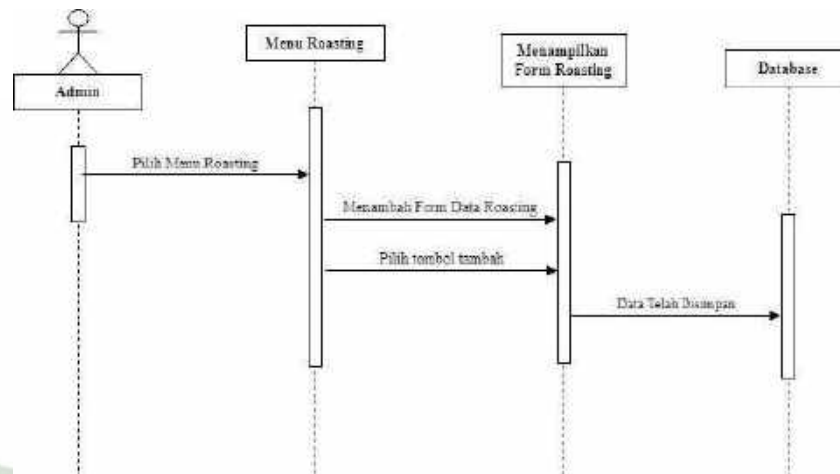 Menu Roasting
Menampilkan
Form Roasting
Database
Admin
Pilih Menu Roasting
Menambah Form Data Roasting
Pilih tombol tambah
Data Telah Disimpan